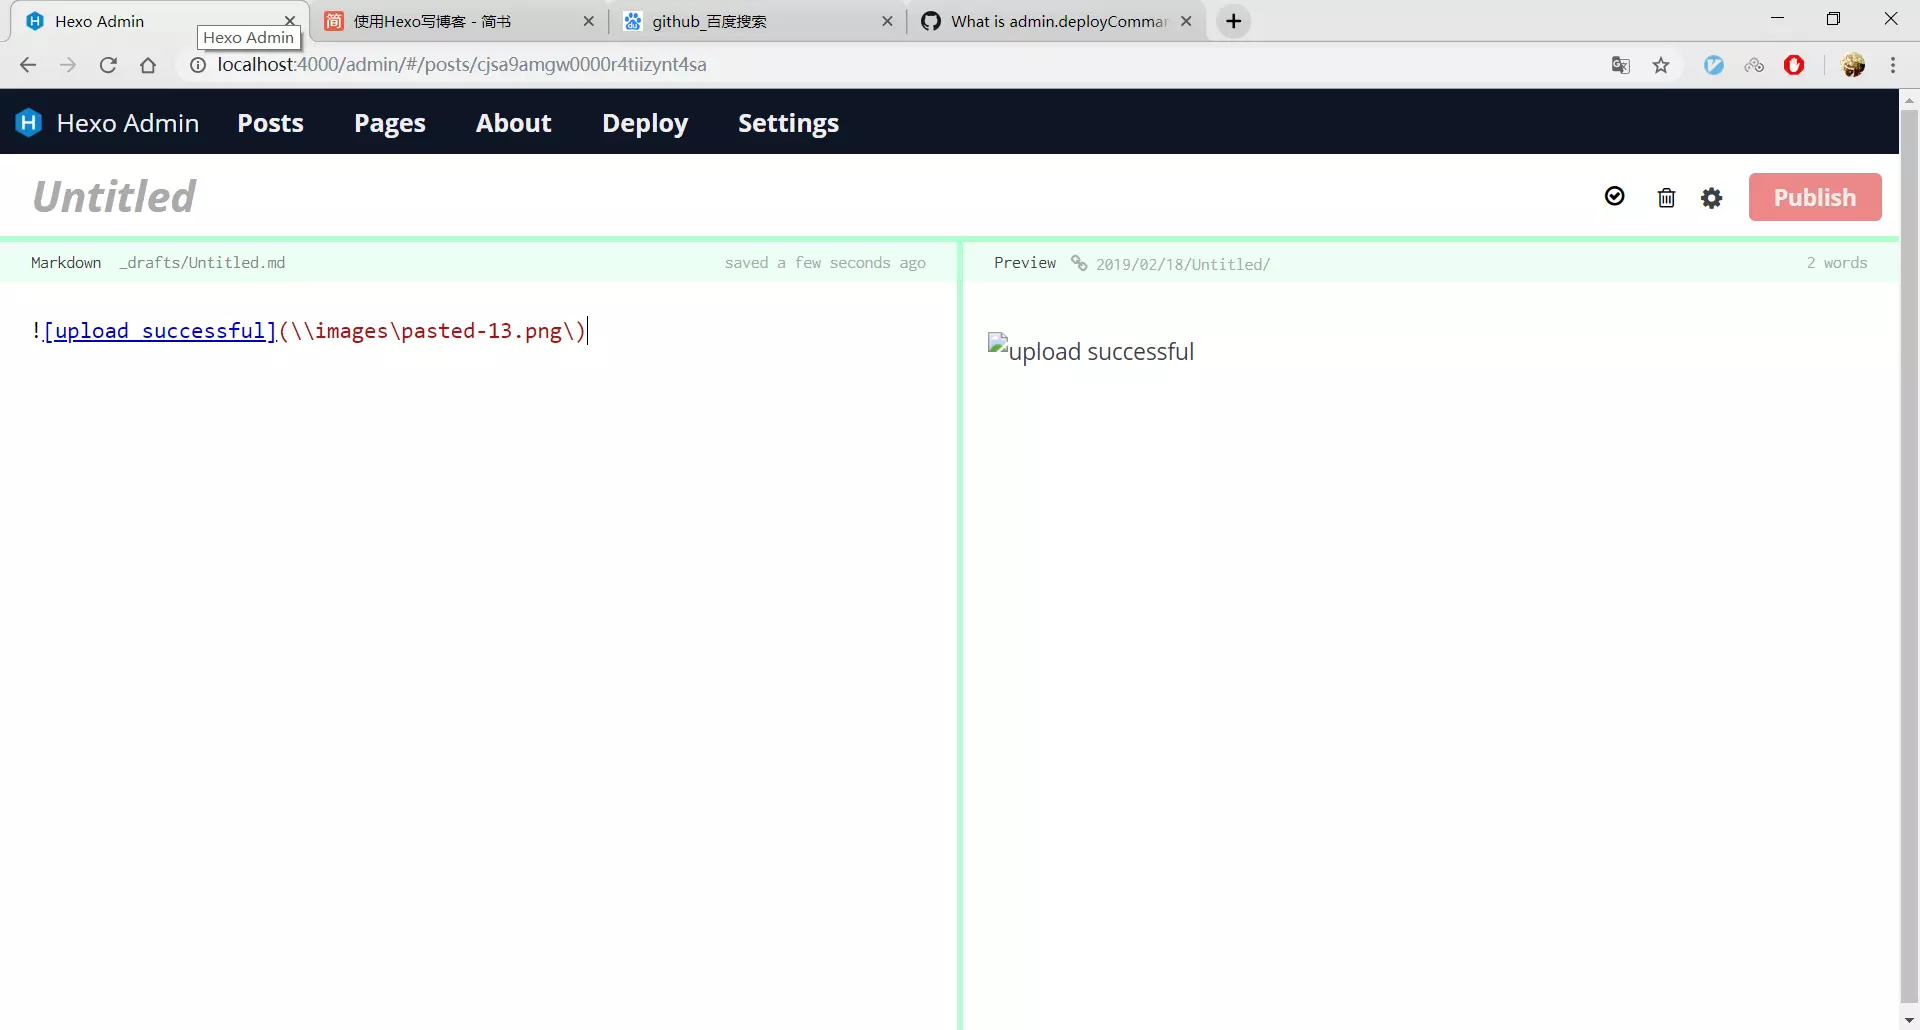 Hexo Admin
使用Hexo写博客 - 简书
github_百度搜索
What is admin.deployComman
Hexo Admin
localhost:4000/admin/#/posts/cjsa9amgw0000r4tiizynt4sa
Hexo Admin Posts Pages About Deploy Settings
Untitled
Publish
Markdown _drafts/Untitled.md saved a few seconds ago
Preview 2019/02/18/Untitled/ 2 words
![upload successful](\\images\pasted-13.png\)
upload successful